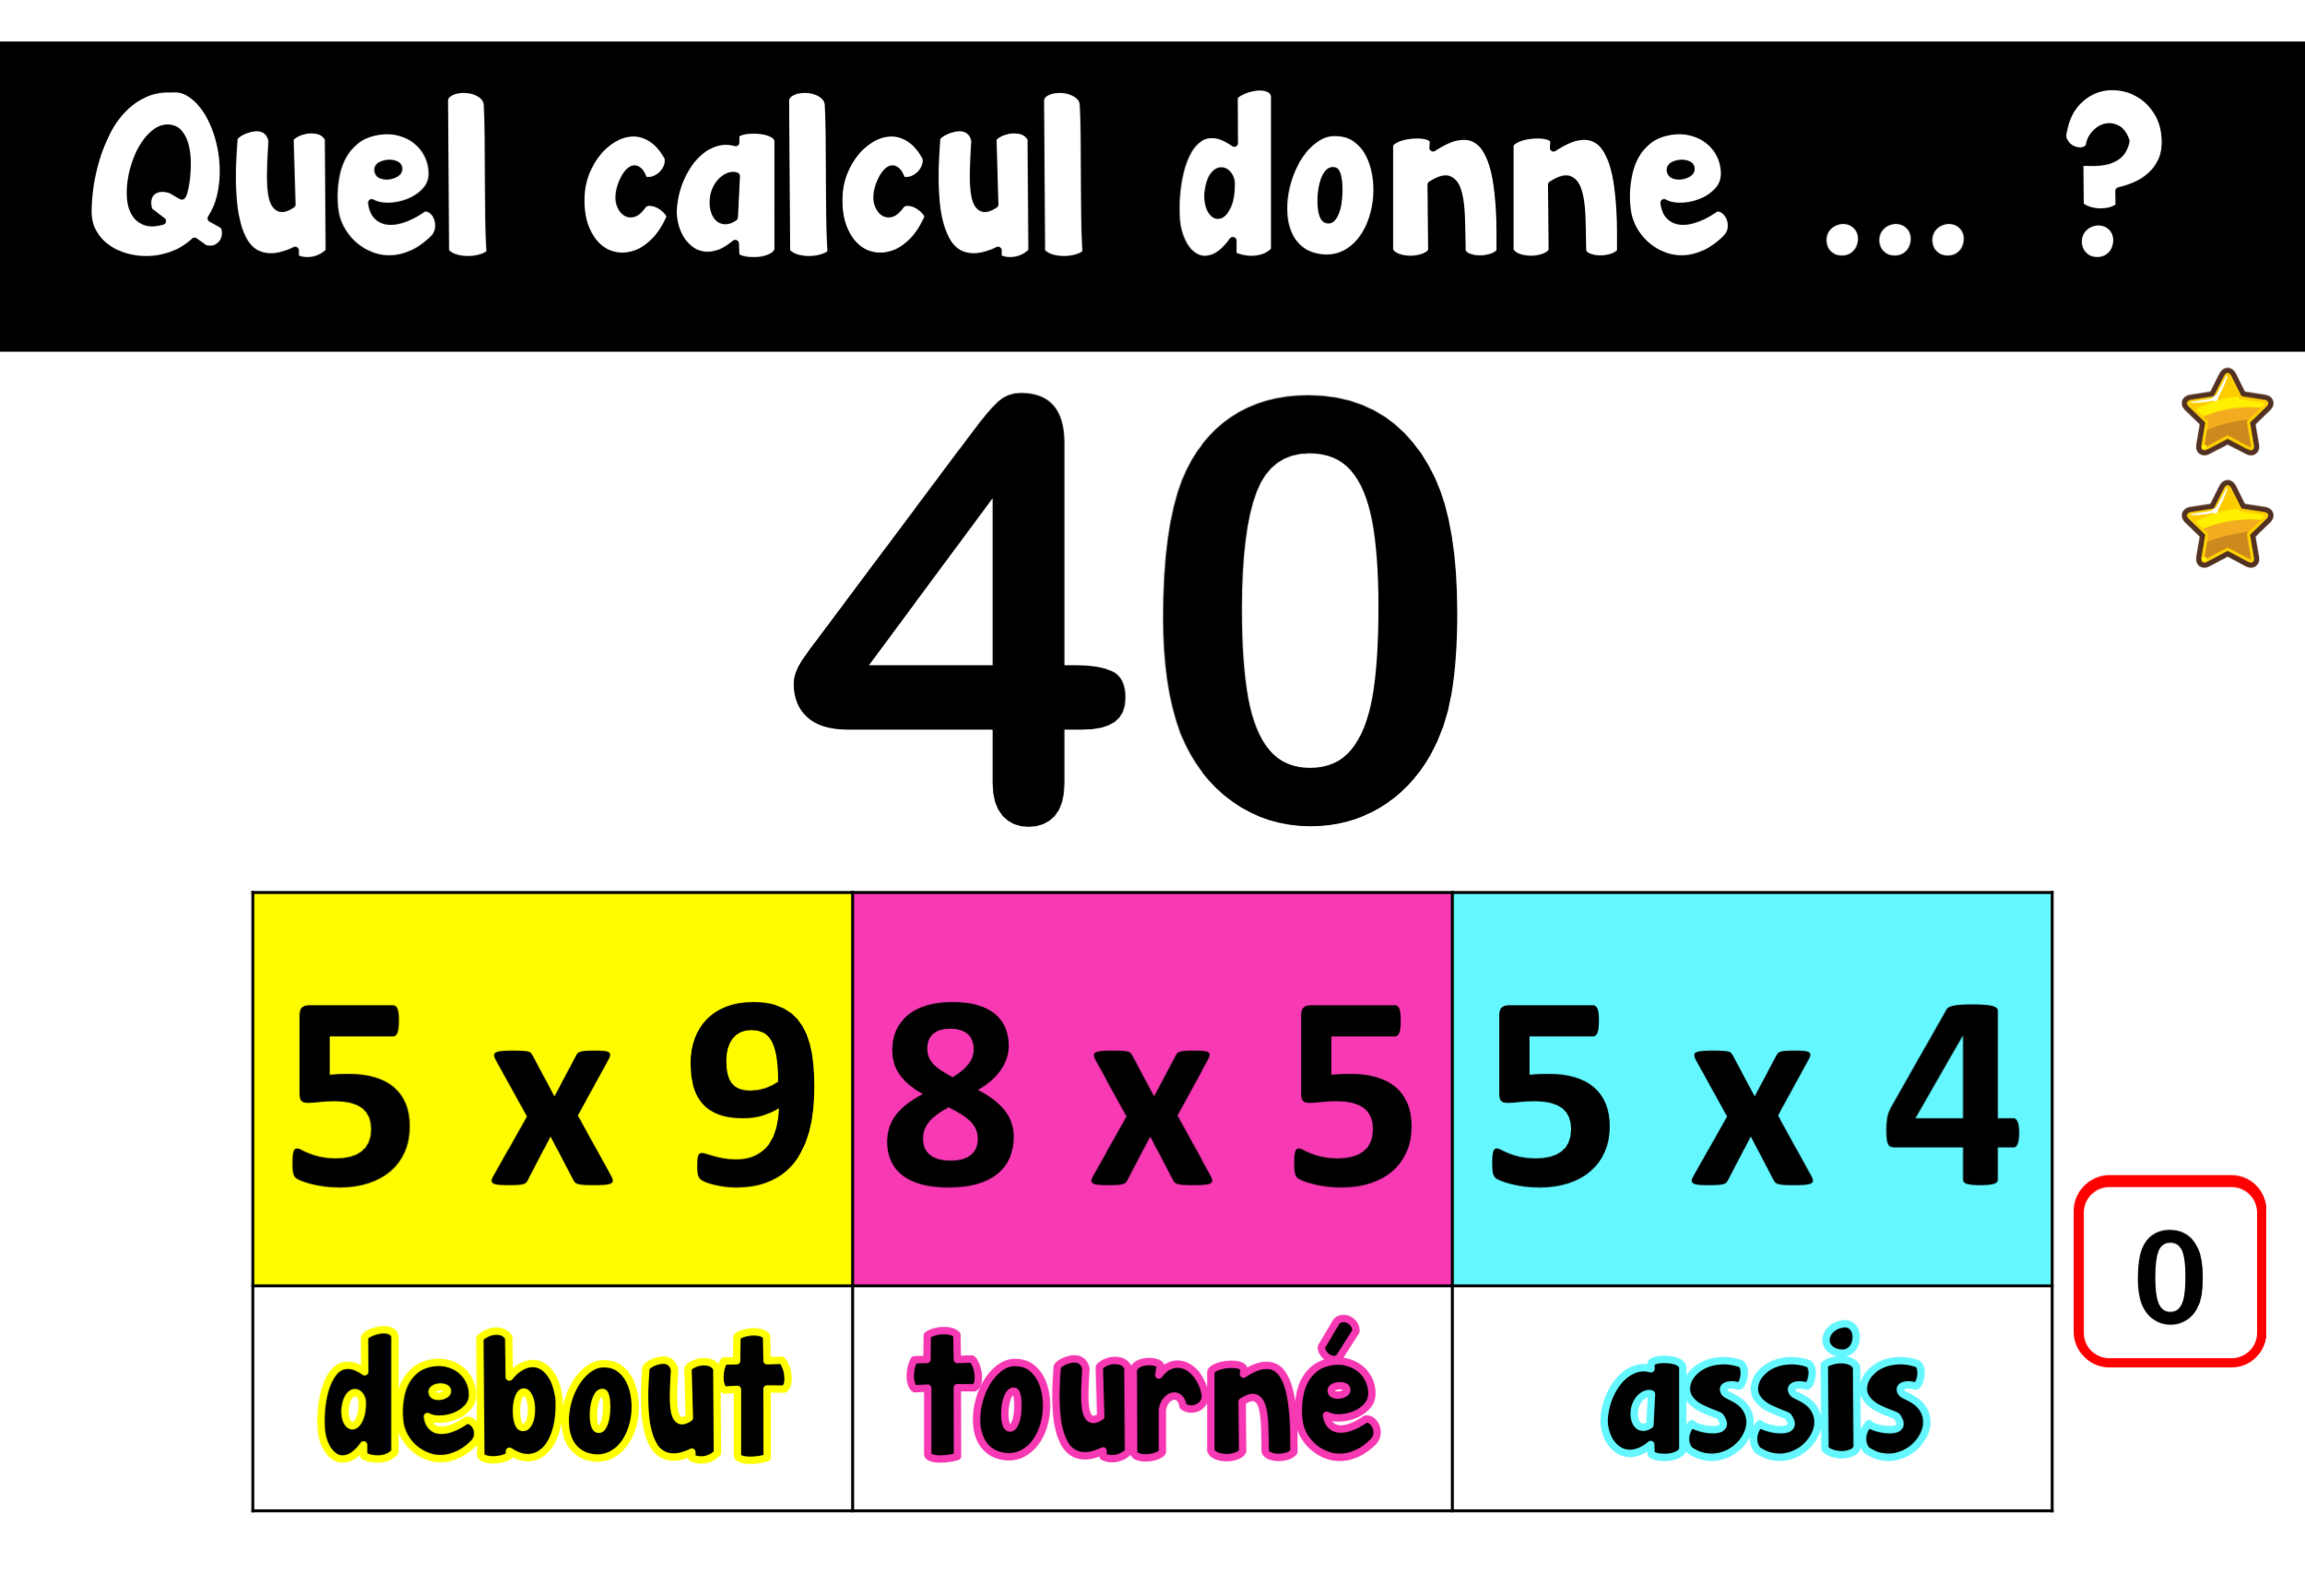 Quel calcul donne ... ?
40
5 x 9 8 x 5 5 x 4
0
debout tourné assis